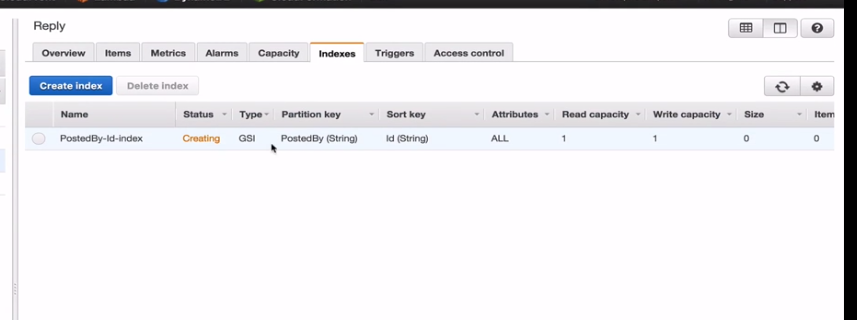 Reply
Overview Items Metrics Alarms Capacity Indexes Triggers Access control
Create index Delete index
Name Status Type Partition key Sort key Attributes Read capacity Write capacity Size Item
PostedBy-Id-index Creating GSI PostedBy (String) Id (String) ALL 1 1 0 0